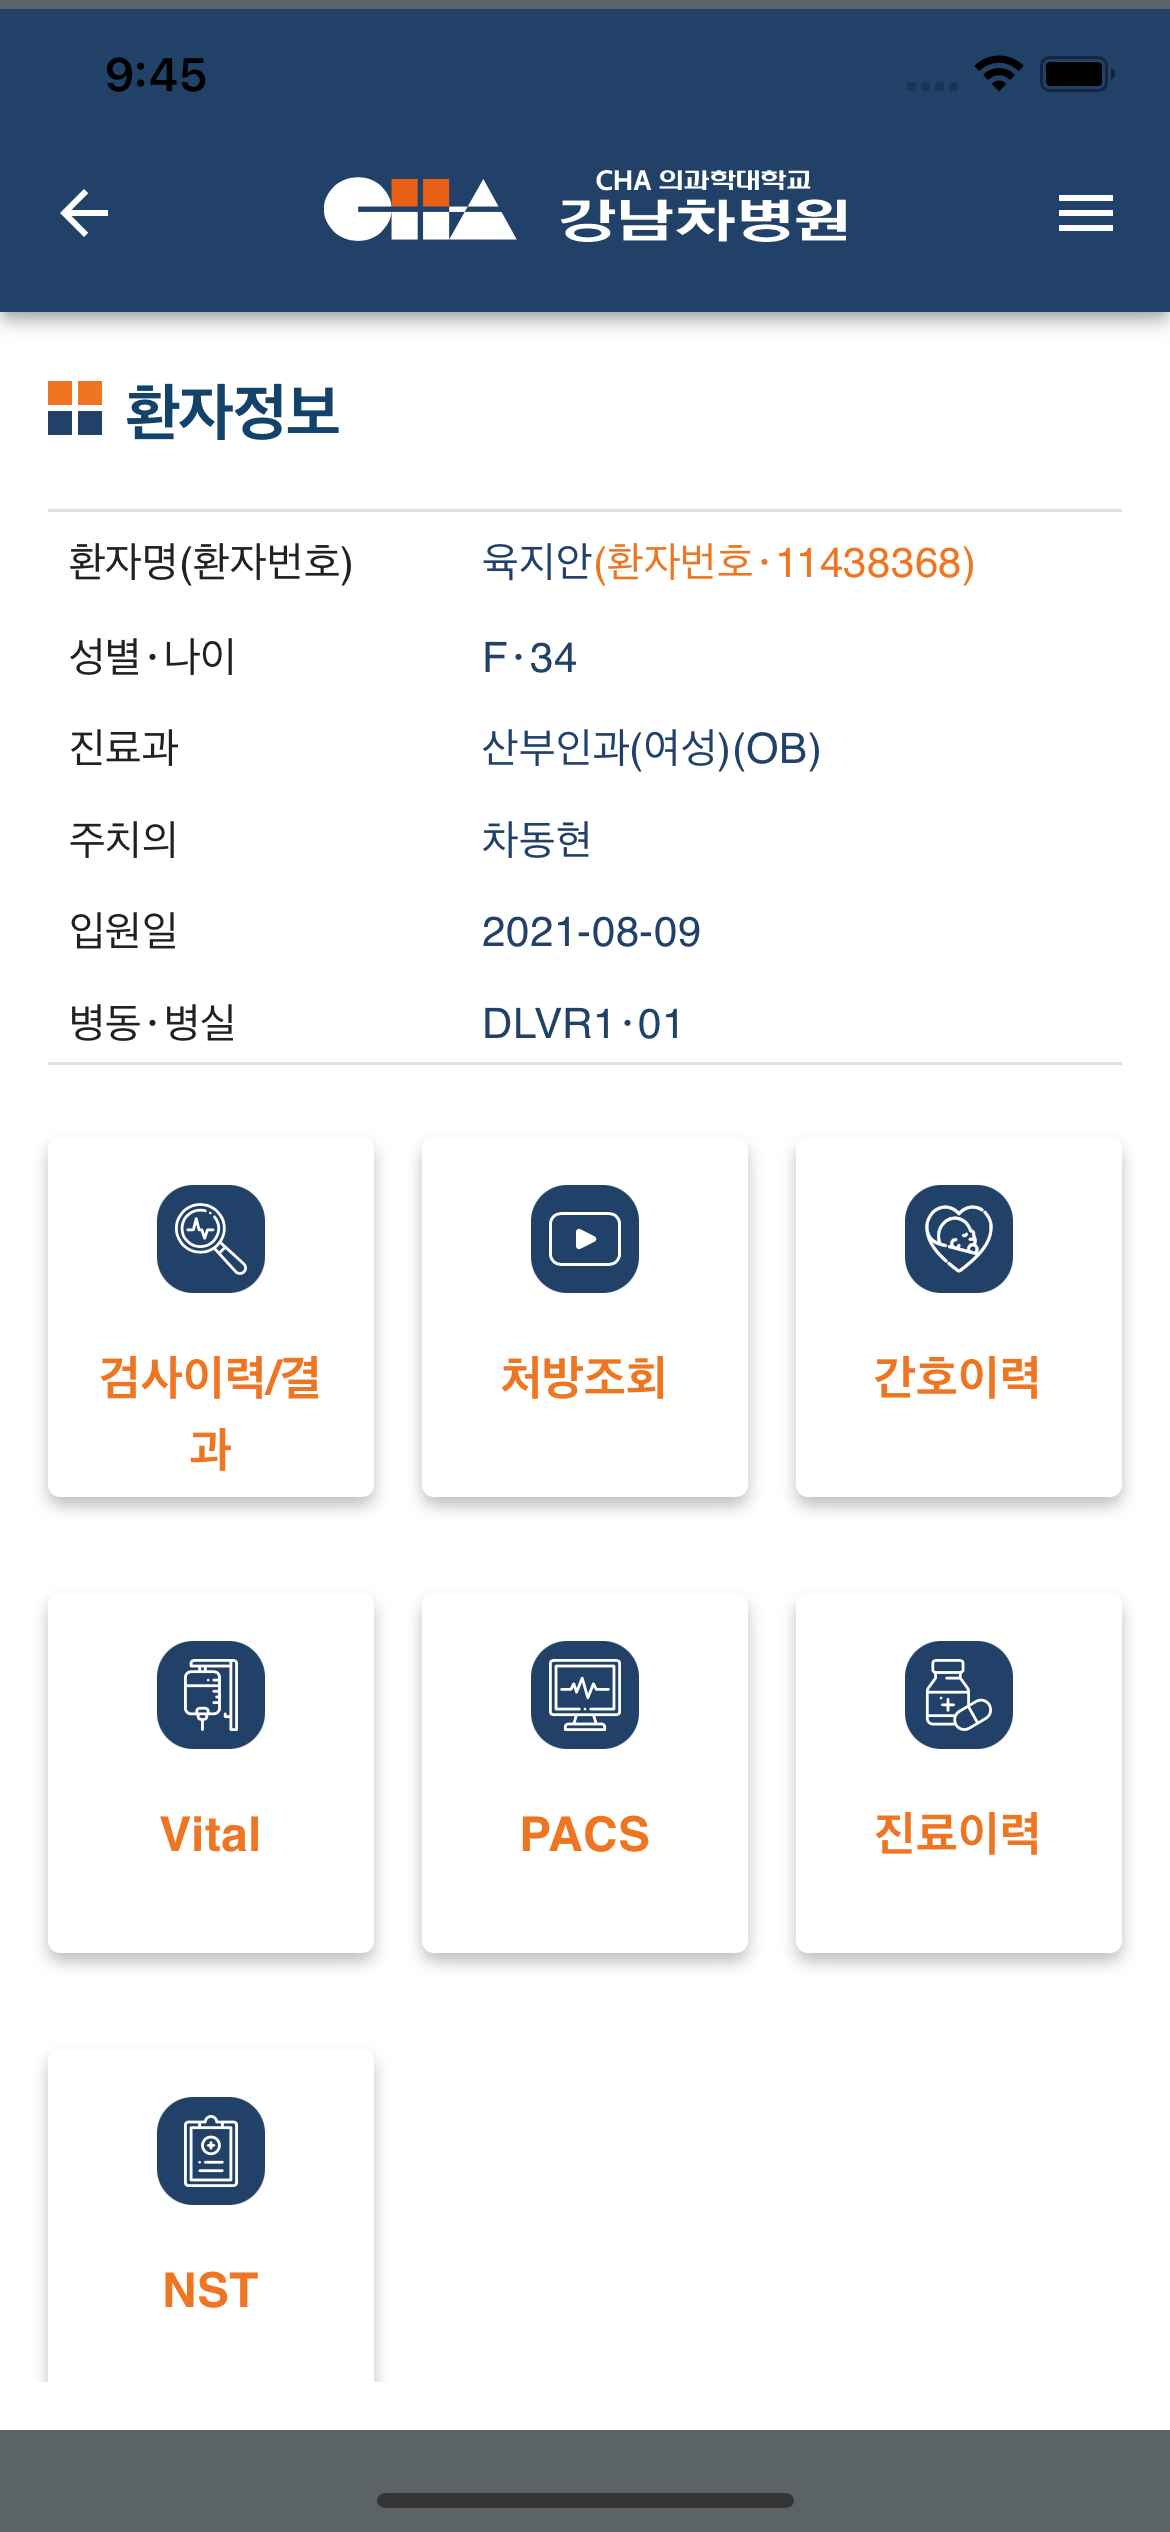 9:45
CHA
CHA 의과학대학교
강남차병원
환자정보
환자명(환자번호) 육지안(환자번호·11438368)
성별·나이 F·34
진료과 산부인과(여성)(OB)
주치의 차동현
입원일 2021-08-09
병동·병실 DLVR1·01
검사이력/결
과
처방조회
간호이력
Vital
PACS
진료이력
NST